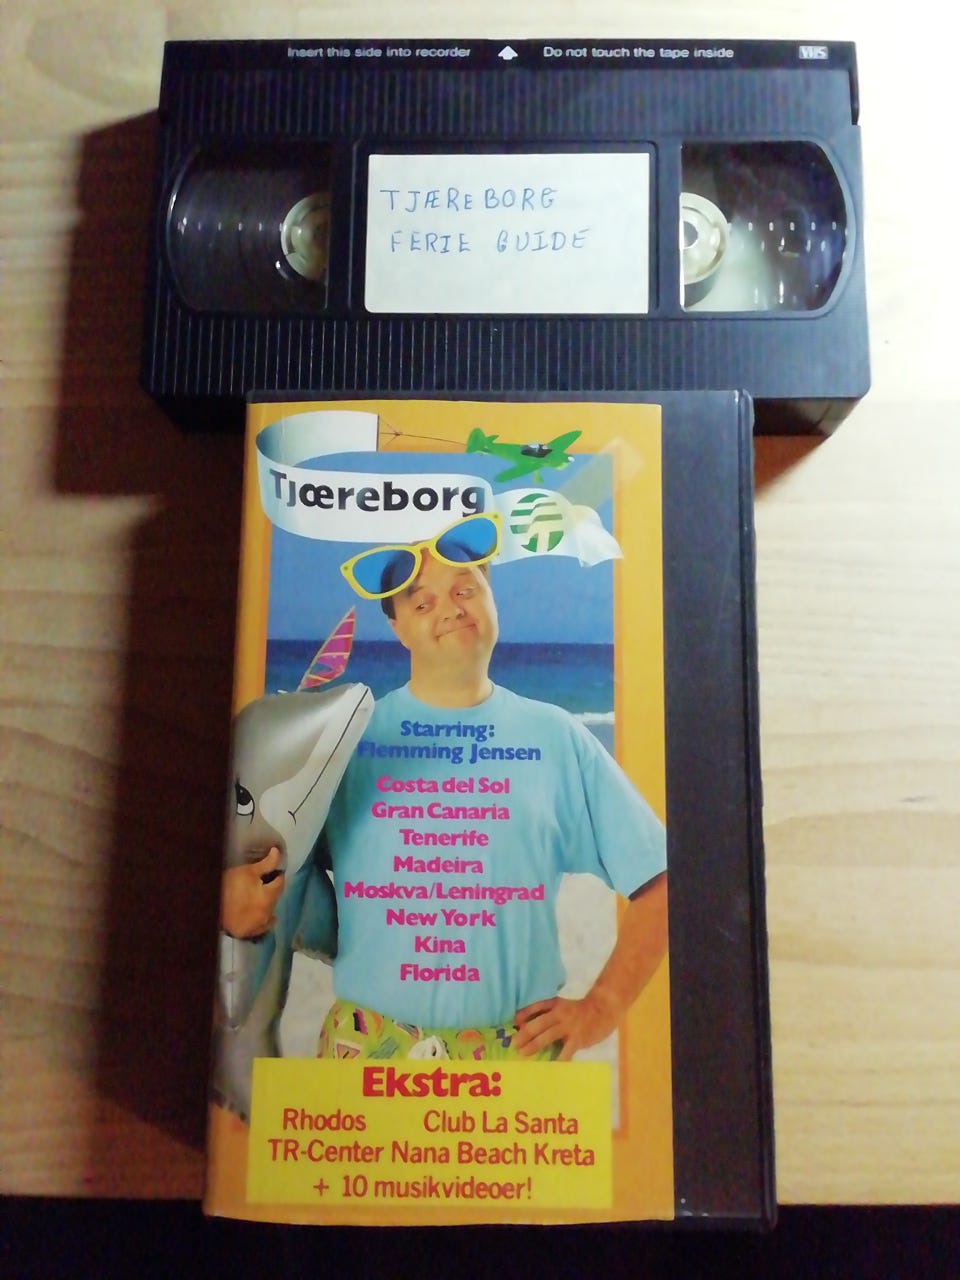 Insert this side into recorder Do not touch the tape inside VHS
TJÆReBORG
FERIE GUIDE
Tjæreborg
Starring:
Flemming Jensen
Costa del Sol
Gran Canaria
Tenerife
Madeira
Moskva/Leningrad
New York
Kina
Florida
Ekstra:
Rhodos Club La Santa
TR-Center Nana Beach Kreta
+ 10 musikvideoer!